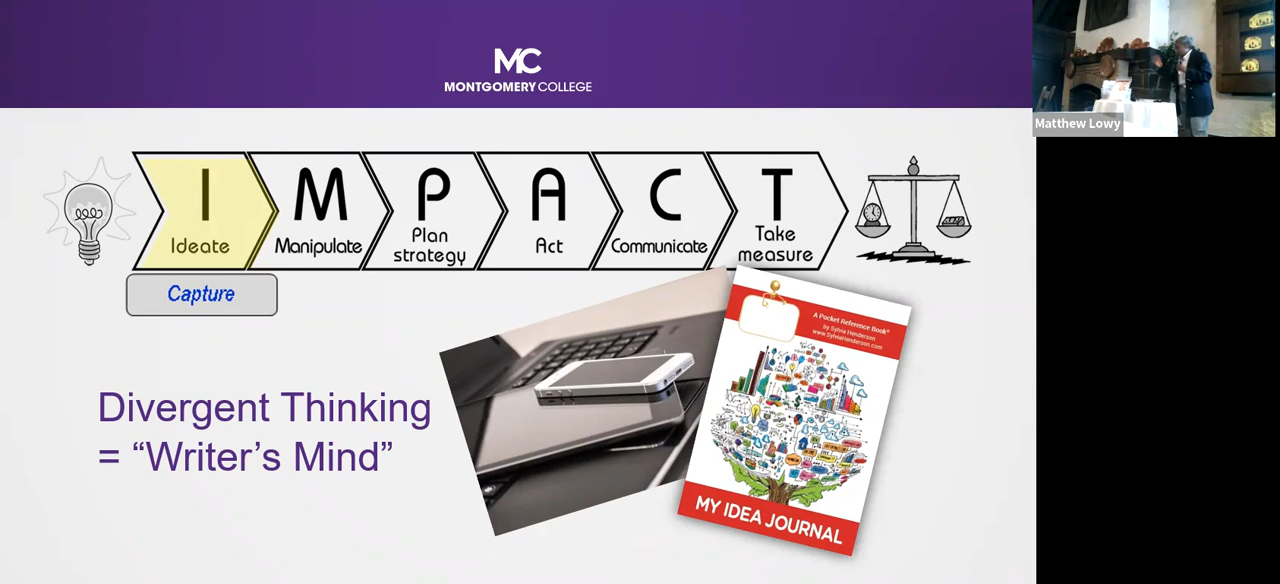 MC
MONTGOMERY COLLEGE
Matthew Lowy
I M P A C T
Ideate
Manipulate
Plan
strategy
Act
Communicate
Take
measure
Capture
Divergent Thinking
= “Writer’s Mind”
A Pocket Reference Book®
by Sylvia Henderson
www.SylviaHenderson.com
MY IDEA JOURNAL